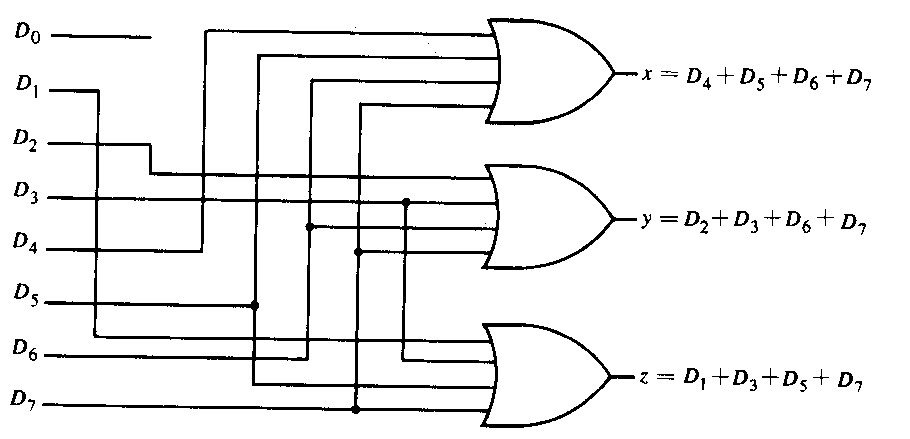 D0
D1
D2
D3
D4
D5
D6
D7
x = D4 + D5 + D6 + D7
y = D2 + D3 + D6 + D7
z = D1 + D3 + D5 + D7